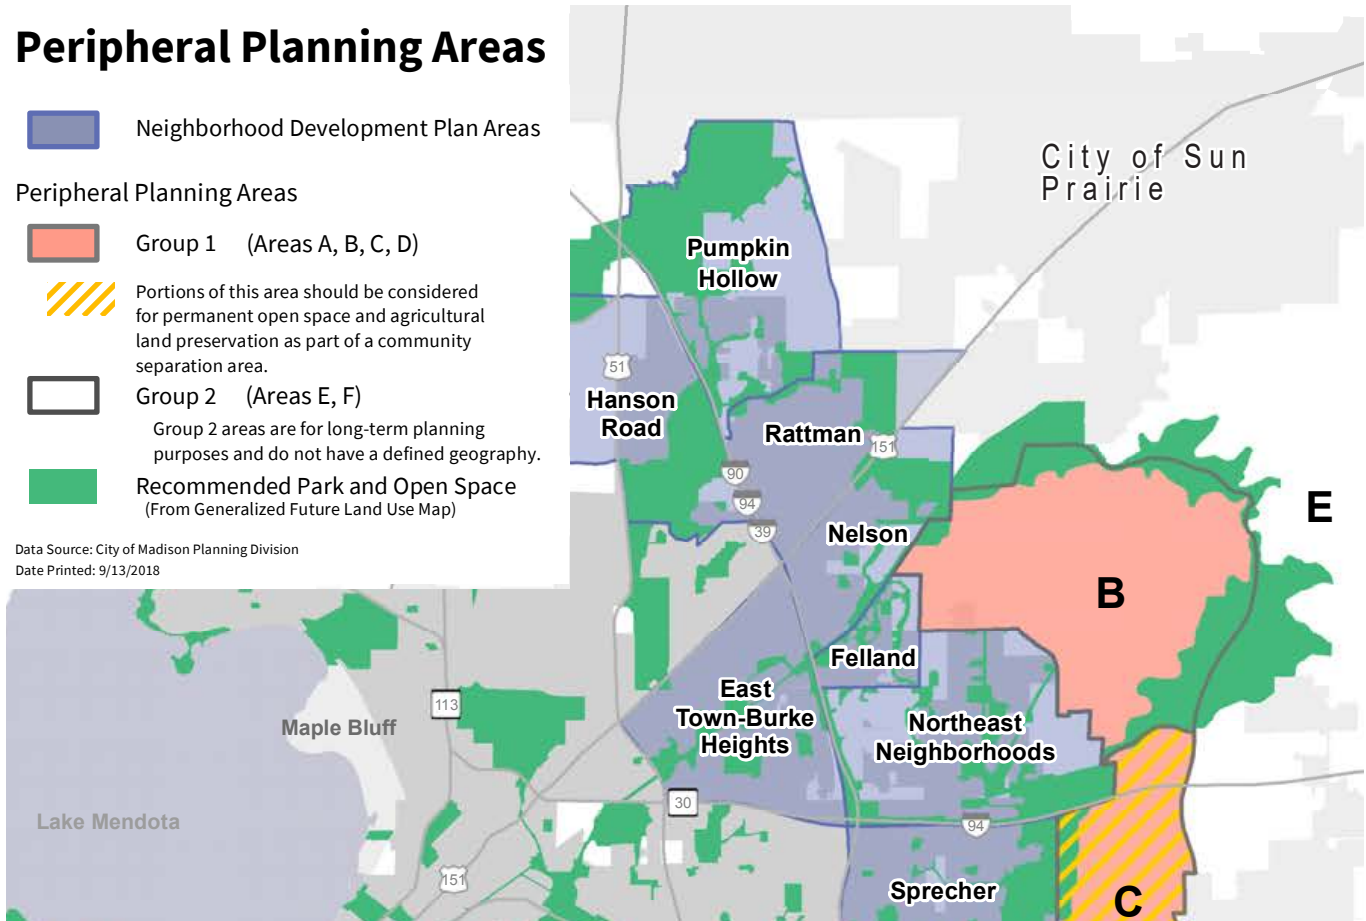 Peripheral Planning Areas
Neighborhood Development Plan Areas
Peripheral Planning Areas
Group 1 (Areas A, B, C, D)
Portions of this area should be considered
for permanent open space and agricultural
land preservation as part of a community
separation area.
Group 2 (Areas E, F)
Group 2 areas are for long-term planning
purposes and do not have a defined geography.
Recommended Park and Open Space
(From Generalized Future Land Use Map)
Data Source: City of Madison Planning Division
Date Printed: 9/13/2018
City of Sun
Prairie
Pumpkin
Hollow
51
Hanson
Road
Rattman
151
90
94
39
Nelson
E
B
Felland
East
Town-Burke
Heights
Northeast
Neighborhoods
113
Maple Bluff
30
94
Lake Mendota
151
Sprecher
C